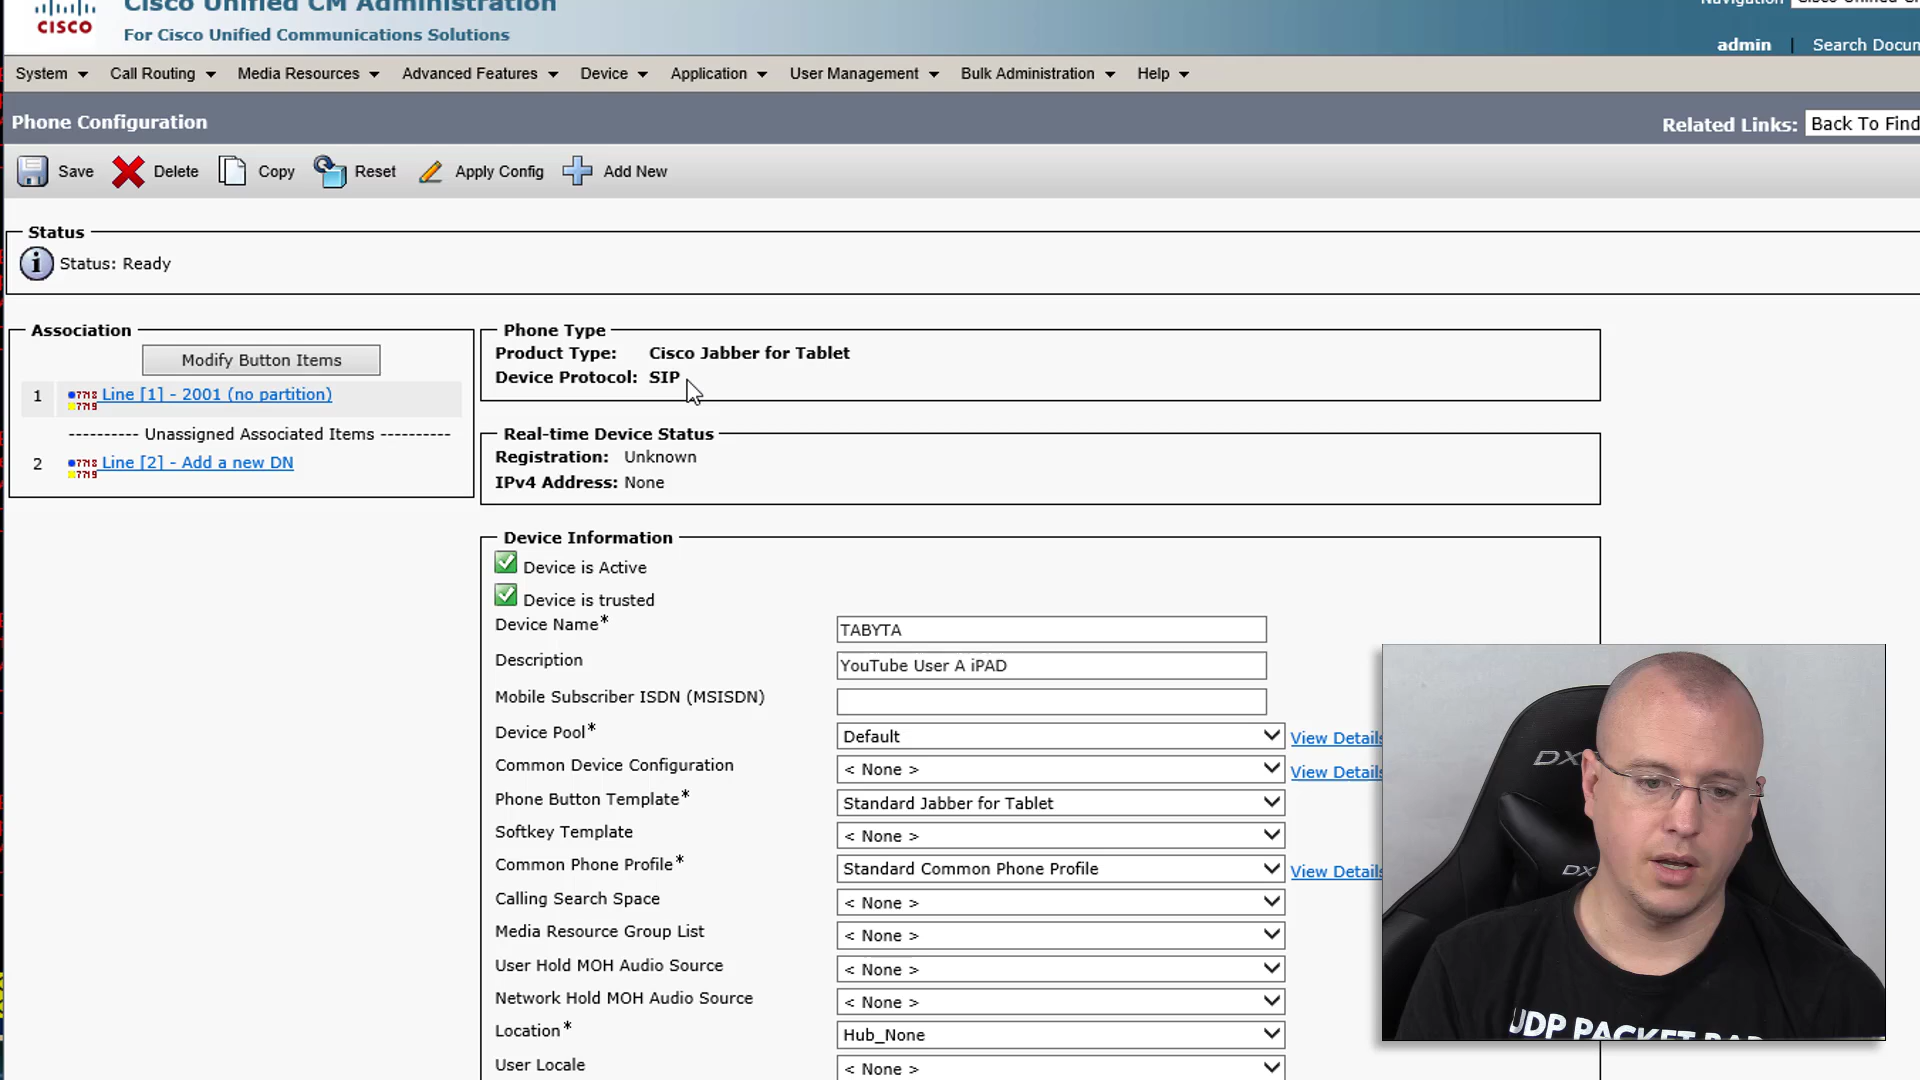 Cisco Unified CM Administration
CISCO
For Cisco Unified Communications Solutions
Navigation
admin | Search Docum
System Call Routing Media Resources Advanced Features Device Application User Management Bulk Administration Help
Phone Configuration
Related Links: Back To Find
Save Delete Copy Reset Apply Config Add New
Status
Status: Ready
Association
Modify Button Items
1 Line [1] - 2001 (no partition)
---------- Unassigned Associated Items ----------
2 Line [2] - Add a new DN
Phone Type
Product Type: Cisco Jabber for Tablet
Device Protocol: SIP
Real-time Device Status
Registration: Unknown
IPv4 Address: None
Device Information
Device is Active
Device is trusted
Device Name* TABYTA
Description YouTube User A iPAD
Mobile Subscriber ISDN (MSISDN)
Device Pool* Default View Details
Common Device Configuration < None > View Details
Phone Button Template* Standard Jabber for Tablet
Softkey Template < None >
Common Phone Profile* Standard Common Phone Profile View Details
Calling Search Space < None >
Media Resource Group List < None >
User Hold MOH Audio Source < None >
Network Hold MOH Audio Source < None >
Location* Hub_None
User Locale < None >
DX
DX
UDP PACKET BA